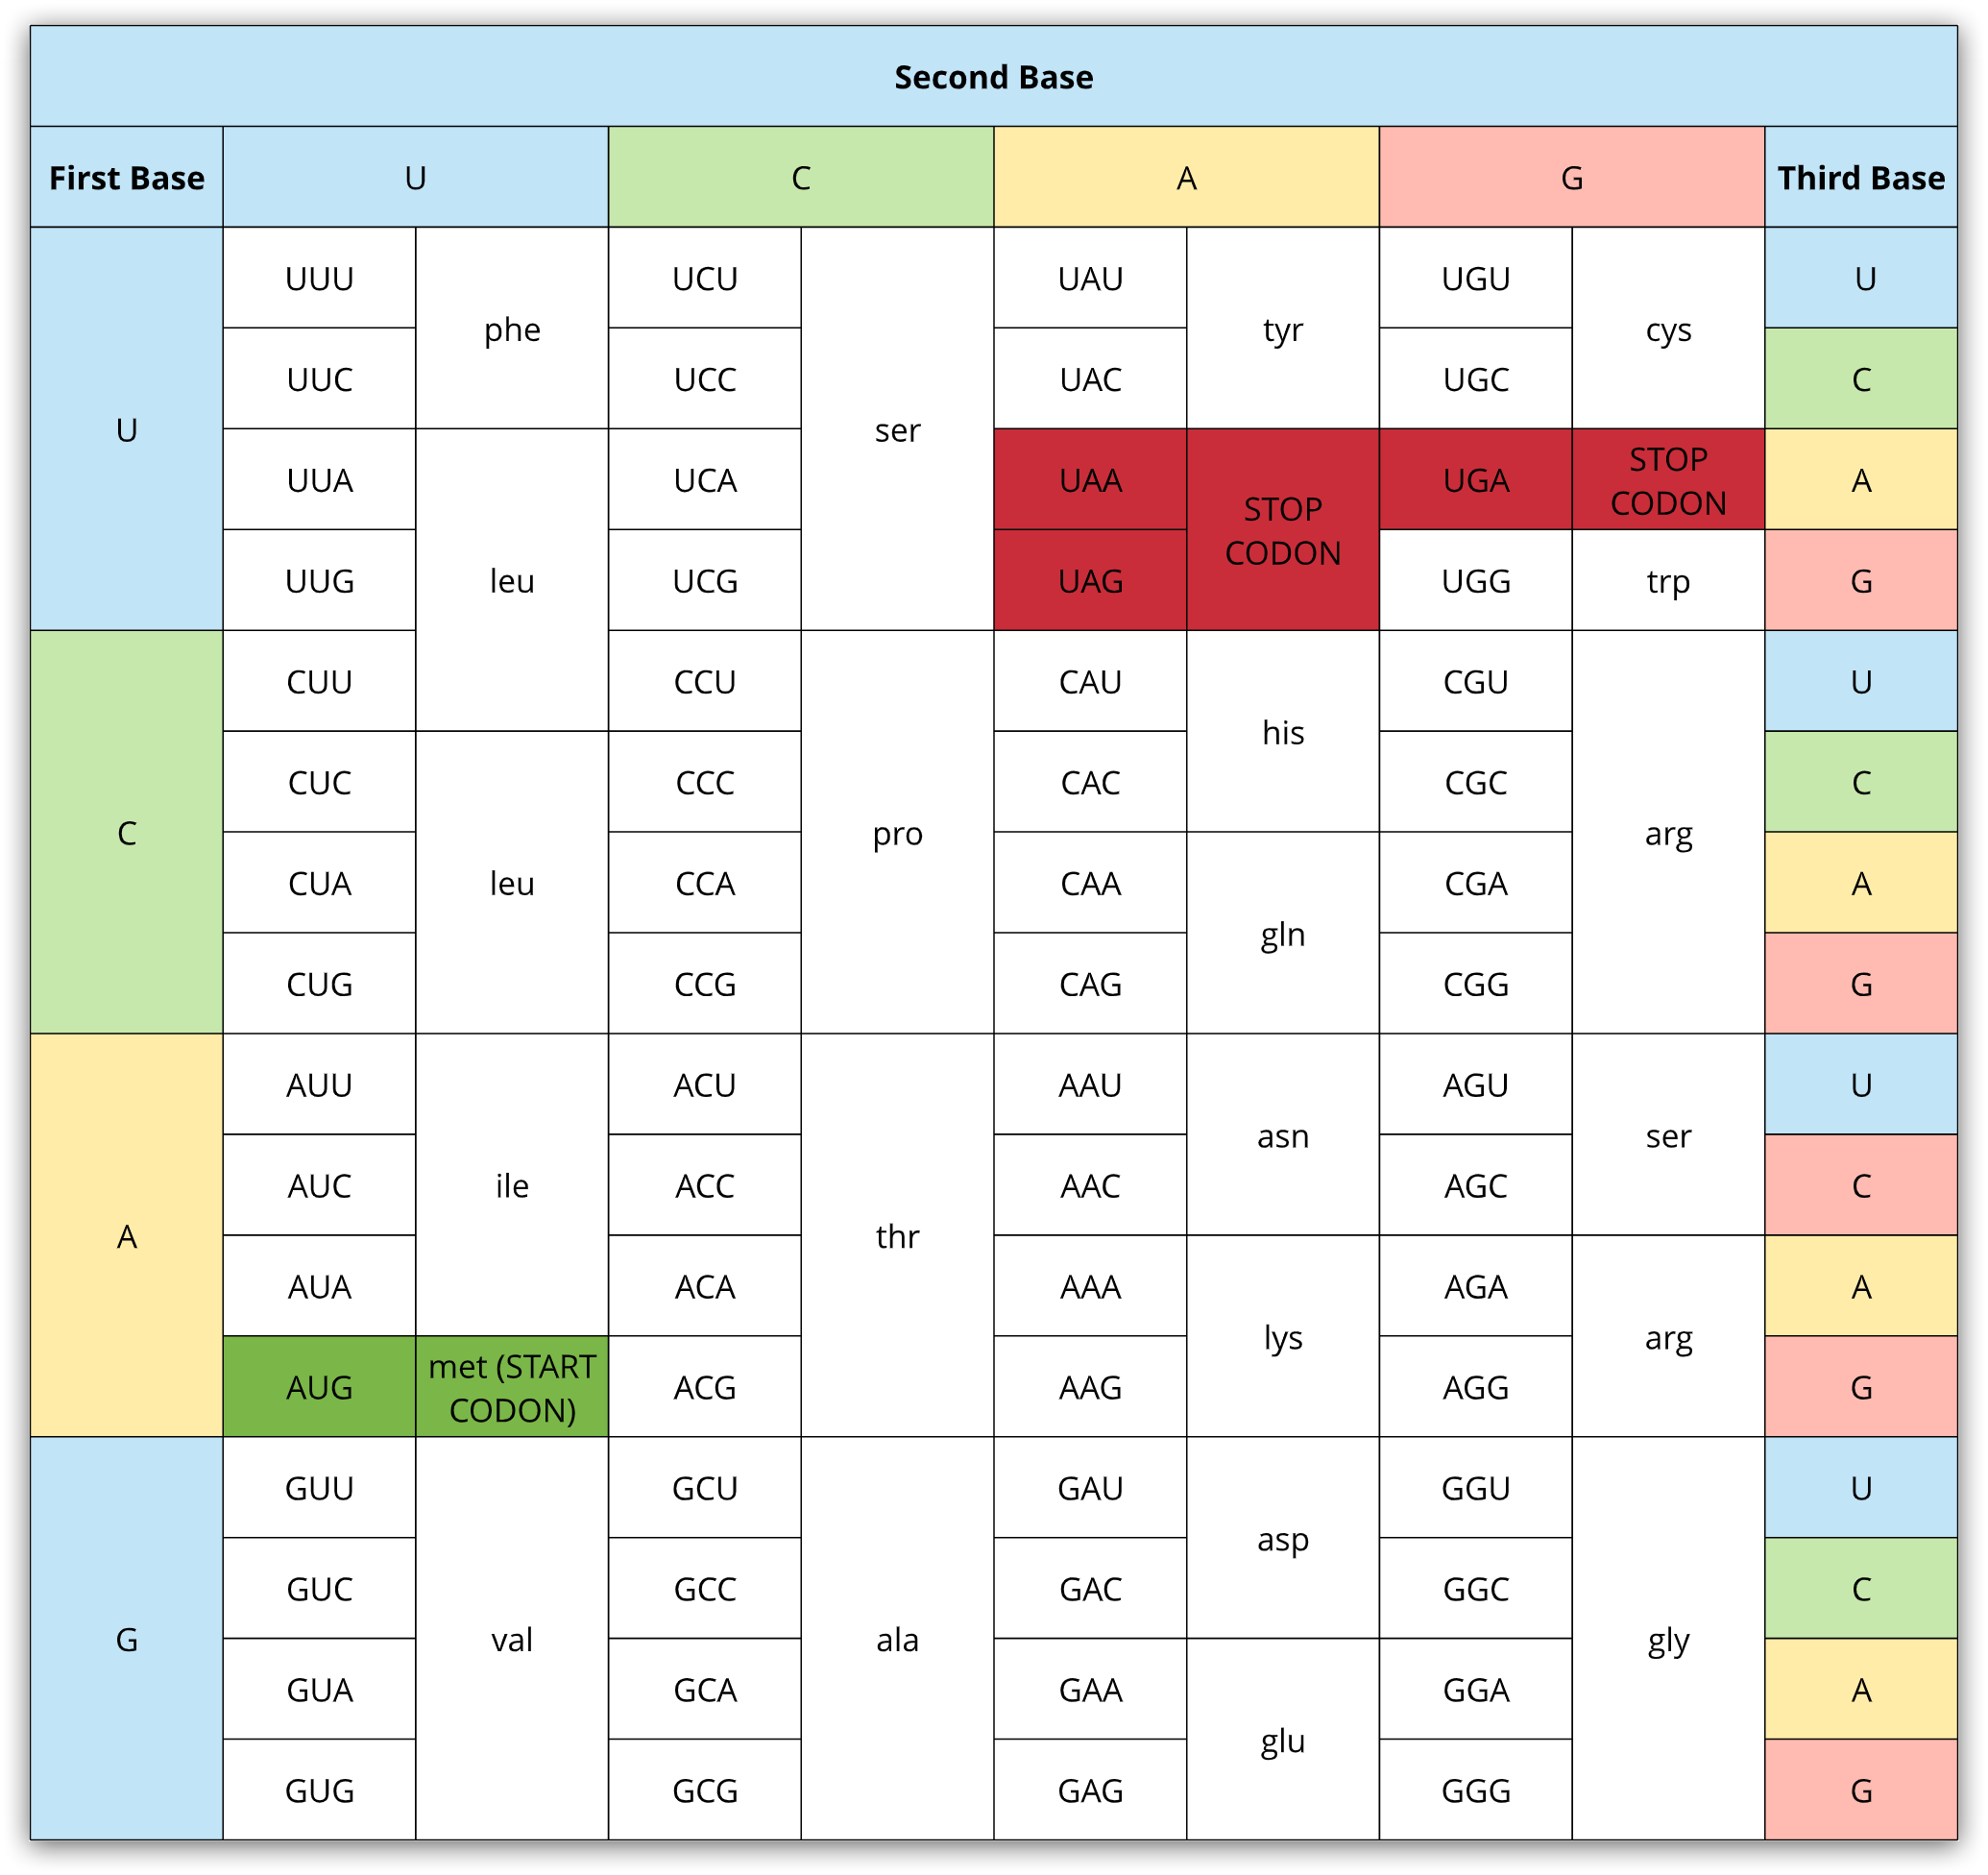 Second Base
First Base U C A G Third Base
U UUU phe UCU ser UAU tyr UGU cys U
UUC UCC UAC UGC C
UUA leu UCA UAA STOP CODON UGA STOP CODON A
UUG UCG UAG UGG trp G
C CUU CCU pro CAU his CGU arg U
CUC leu CCC CAC CGC C
CUA CCA CAA gln CGA A
CUG CCG CAG CGG G
A AUU ile ACU thr AAU asn AGU ser U
AUC ACC AAC AGC C
AUA ACA AAA lys AGA arg A
AUG met (START CODON) ACG AAG AGG G
G GUU val GCU ala GAU asp GGU gly U
GUC GCC GAC GGC C
GUA GCA GAA glu GGA A
GUG GCG GAG GGG G